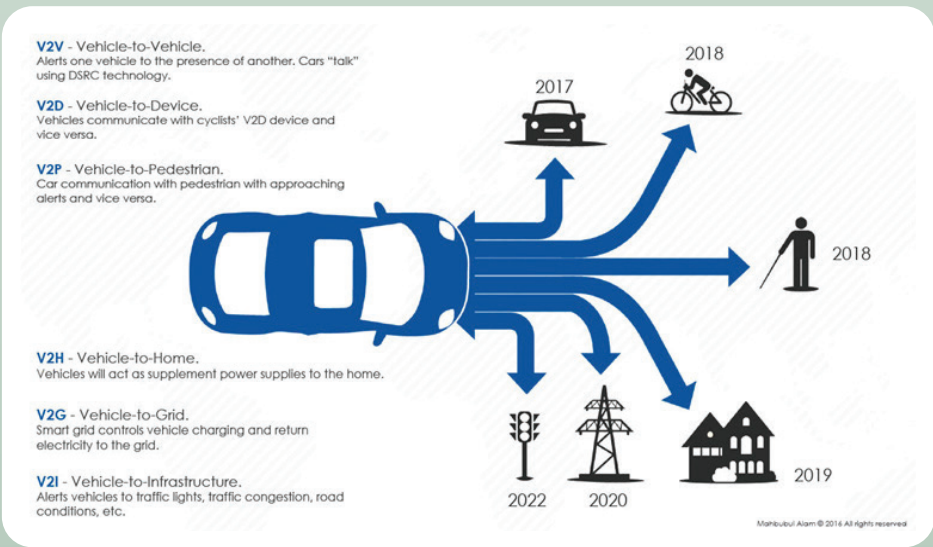 V2V - Vehicle-to-Vehicle.
Alerts one vehicle to the presence of another. Cars “talk”
using DSRC technology.
V2D - Vehicle-to-Device.
Vehicles communicate with cyclists’ V2D device and
vice versa.
V2P - Vehicle-to-Pedestrian.
Car communication with pedestrian with approaching
alerts and vice versa.
2017
2018
2018
V2H - Vehicle-to-Home.
Vehicles will act as supplement power supplies to the home.
V2G - Vehicle-to-Grid.
Smart grid controls vehicle charging and return
electricity to the grid.
V2I - Vehicle-to-Infrastructure.
Alerts vehicles to traffic lights, traffic congestion, road
conditions, etc.
2022
2020
2019
Mahbubul Alam © 2016 All rights reserved